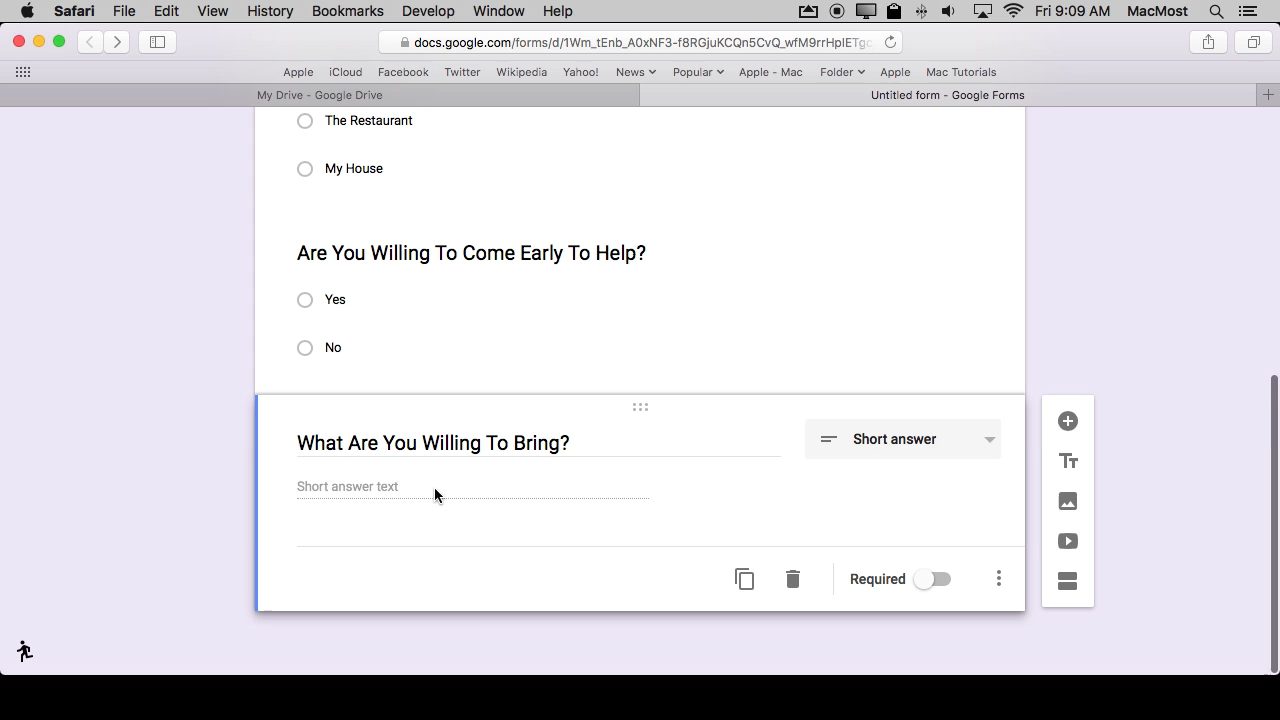 Safari File Edit View History Bookmarks Develop Window Help Fri 9:09 AM MacMost
docs.google.com/forms/d/1Wm_tEnb_A0xNF3-f8RGjuKCQn5CvQ_wfM9rrHpIETgc
Apple iCloud Facebook Twitter Wikipedia Yahoo! News Popular Apple - Mac Folder Apple Mac Tutorials
My Drive - Google Drive Untitled form - Google Forms
The Restaurant
My House
Are You Willing To Come Early To Help?
Yes
No
What Are You Willing To Bring? Short answer
Short answer text
Required